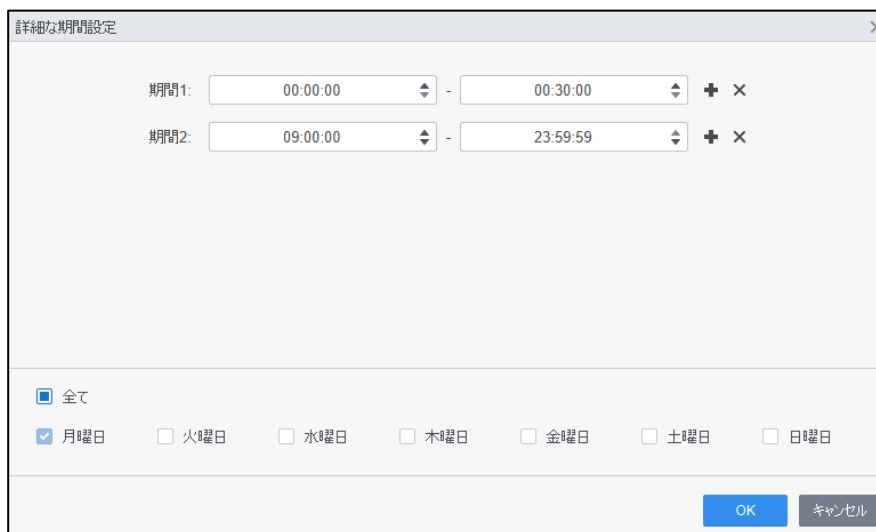 詳細な期間設定
期間1: 00:00:00 - 00:30:00
期間2: 09:00:00 - 23:59:59
全て
月曜日 火曜日 水曜日 木曜日 金曜日 土曜日 日曜日
OK キャンセル